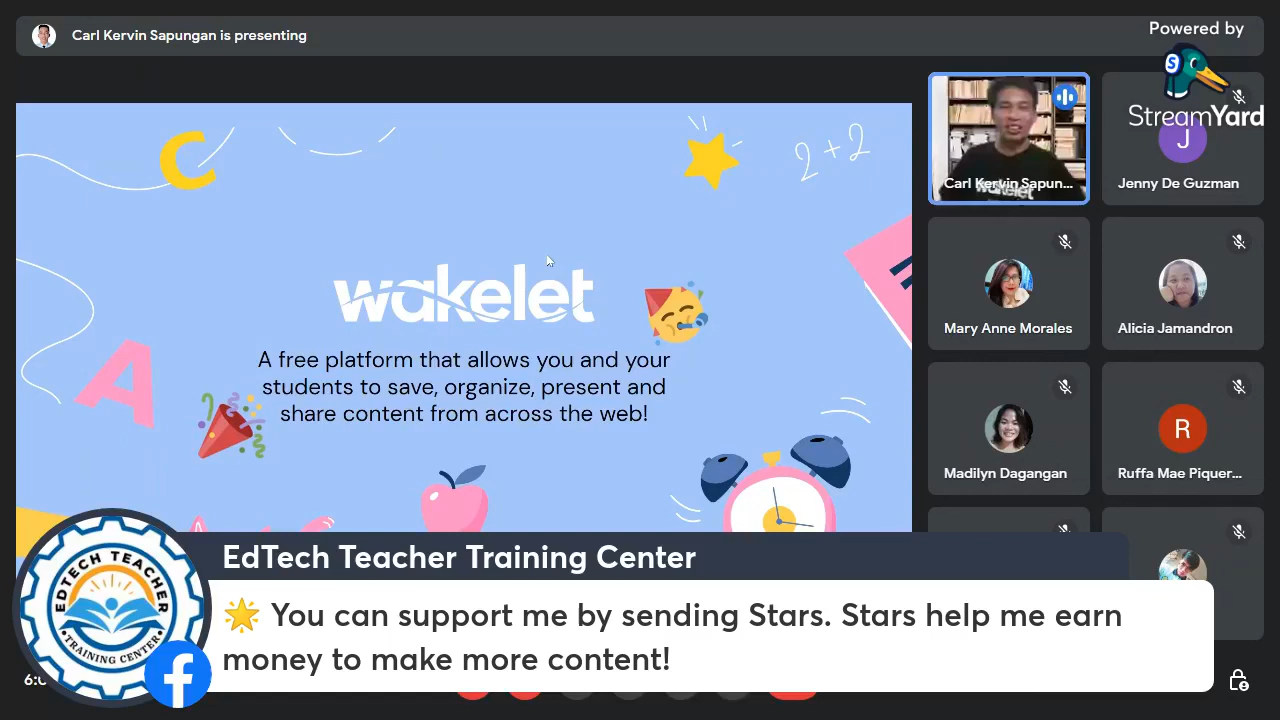 Carl Kervin Sapungan is presenting
Powered by
StreamYard
S
C
2+2
wakelet
A free platform that allows you and your
students to save, organize, present and
share content from across the web!
A
Carl Kervin Sapun...
wakelet
J
Jenny De Guzman
Mary Anne Morales
Alicia Jamandron
Madilyn Dagangan
R
Ruffa Mae Piquer...
EDTECH TEACHER
TRAINING CENTER
EdTech Teacher Training Center
You can support me by sending Stars. Stars help me earn
money to make more content!